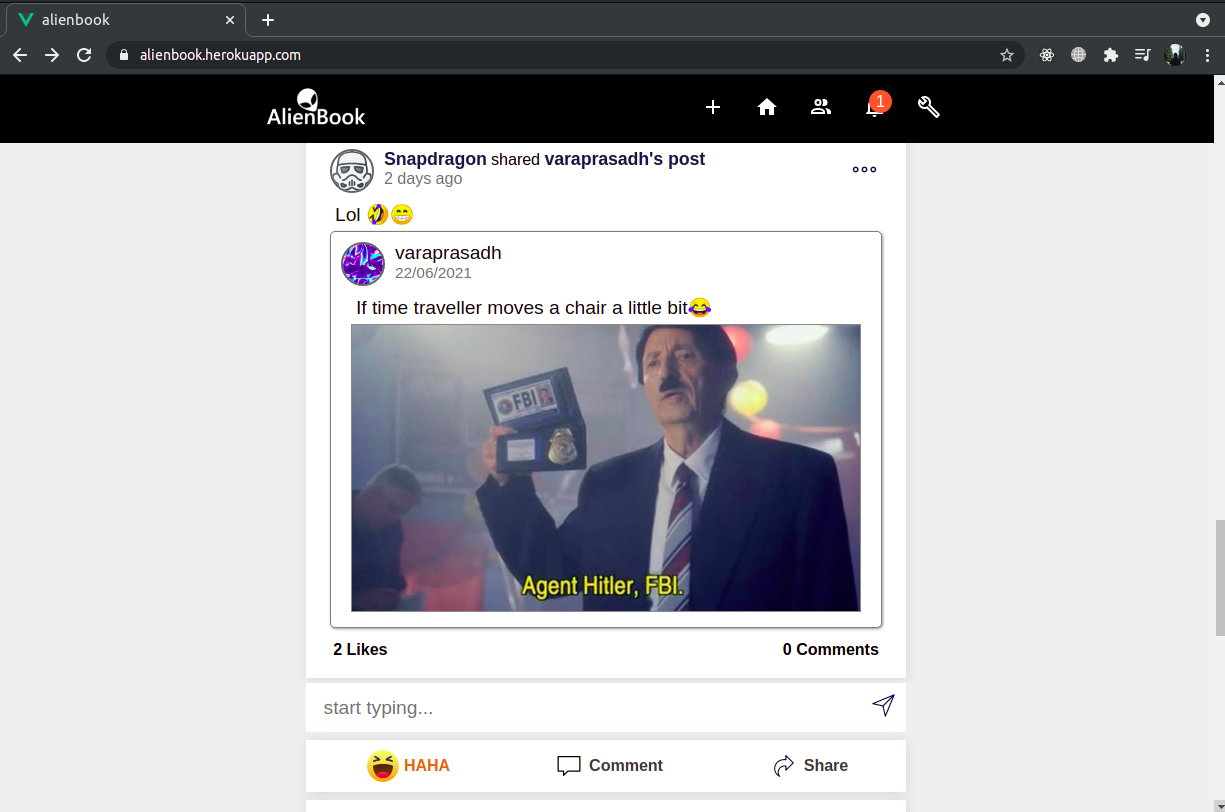 alienbook
alienbook.herokuapp.com
AlienBook
1
Snapdragon shared varaprasadh's post
2 days ago
Lol 🤣😁
varaprasadh
22/06/2021
If time traveller moves a chair a little bit😂
FBI
Agent Hitler, FBI.
2 Likes
0 Comments
start typing...
HAHA
Comment
Share